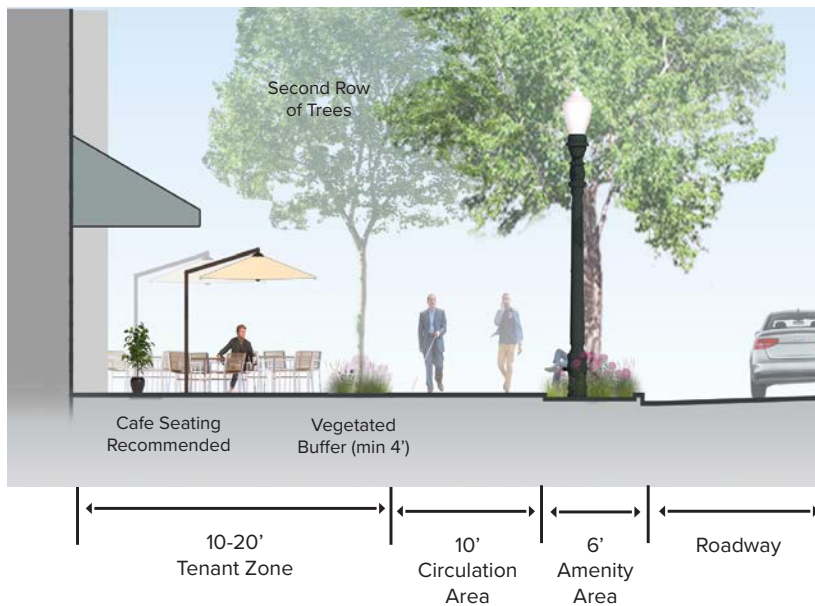 Second Row
of Trees
Cafe Seating
Recommended
Vegetated
Buffer (min 4’)
10-20’
Tenant Zone
10’
Circulation
Area
6’
Amenity
Area
Roadway